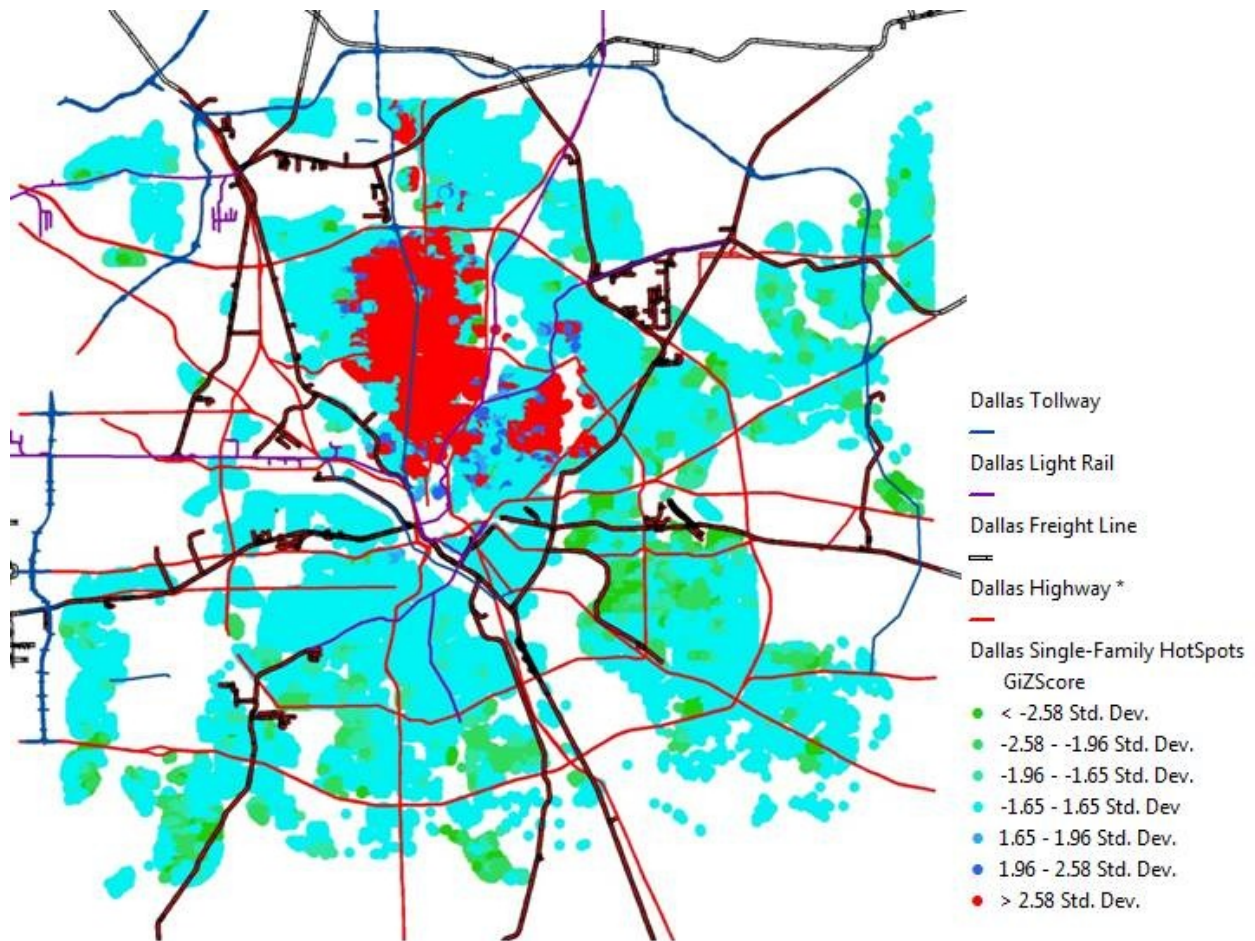 Dallas Tollway
Dallas Light Rail
Dallas Freight Line
Dallas Highway *
Dallas Single-Family HotSpots
GiZScore
< -2.58 Std. Dev.
-2.58 - -1.96 Std. Dev.
-1.96 - -1.65 Std. Dev.
-1.65 - 1.65 Std. Dev
1.65 - 1.96 Std. Dev.
1.96 - 2.58 Std. Dev.
> 2.58 Std. Dev.